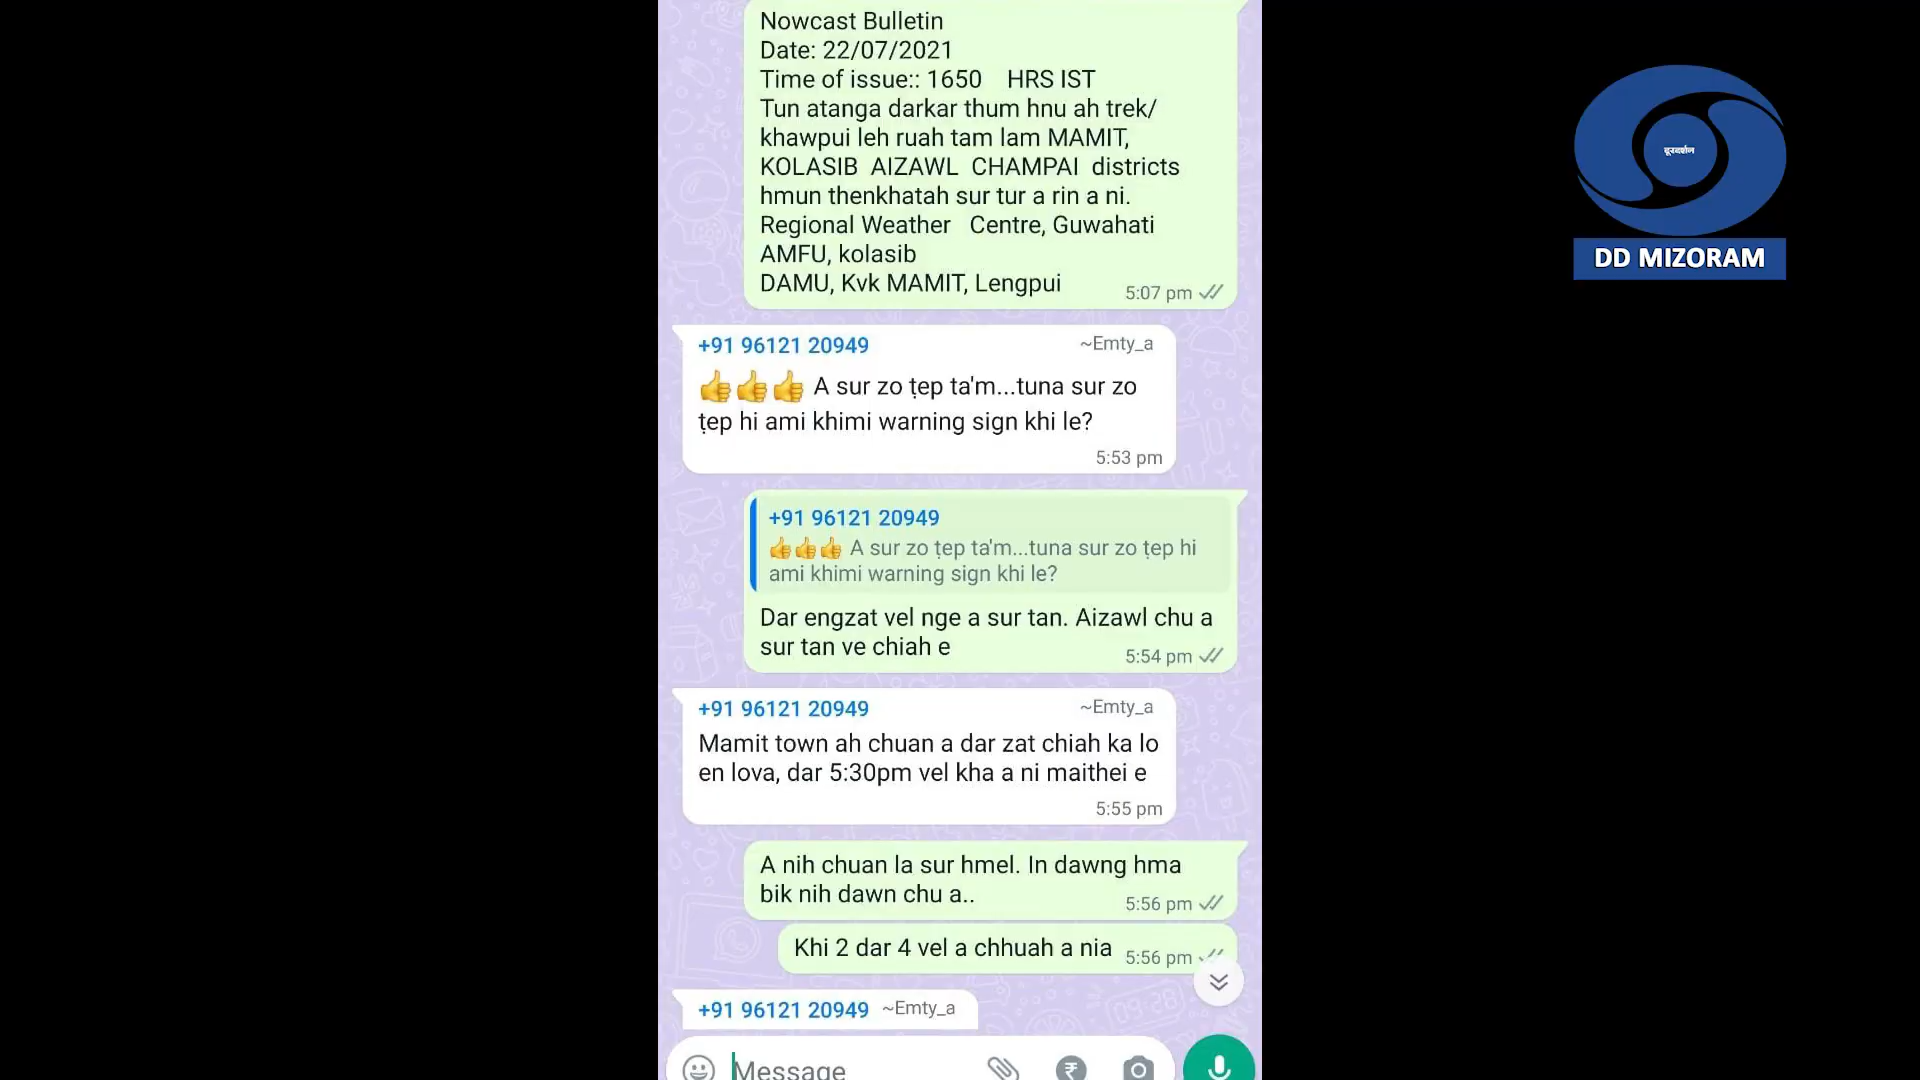 Nowcast Bulletin
Date: 22/07/2021
Time of issue:: 1650 HRS IST
Tun atanga darkar thum hnu ah trek/
khawpui leh ruah tam lam MAMIT,
KOLASIB AIZAWL CHAMPAI districts
hmun thenkhatah sur tur a rin a ni.
Regional Weather Centre, Guwahati
AMFU, kolasib
DAMU, Kvk MAMIT, Lengpui
5:07 pm
+91 96121 20949 ~Emty_a
👍👍👍 A sur zo ṭep ta'm...tuna sur zo
ṭep hi ami khimi warning sign khi le?
5:53 pm
+91 96121 20949
👍👍👍 A sur zo ṭep ta'm...tuna sur zo ṭep hi
ami khimi warning sign khi le?
Dar engzat vel nge a sur tan. Aizawl chu a
sur tan ve chiah e
5:54 pm
+91 96121 20949 ~Emty_a
Mamit town ah chuan a dar zat chiah ka lo
en lova, dar 5:30pm vel kha a ni maithei e
5:55 pm
A nih chuan la sur hmel. In dawng hma
bik nih dawn chu a..
5:56 pm
Khi 2 dar 4 vel a chhuah a nia
5:56 pm
+91 96121 20949 ~Emty_a
Message
दूरदर्शन
DD MIZORAM